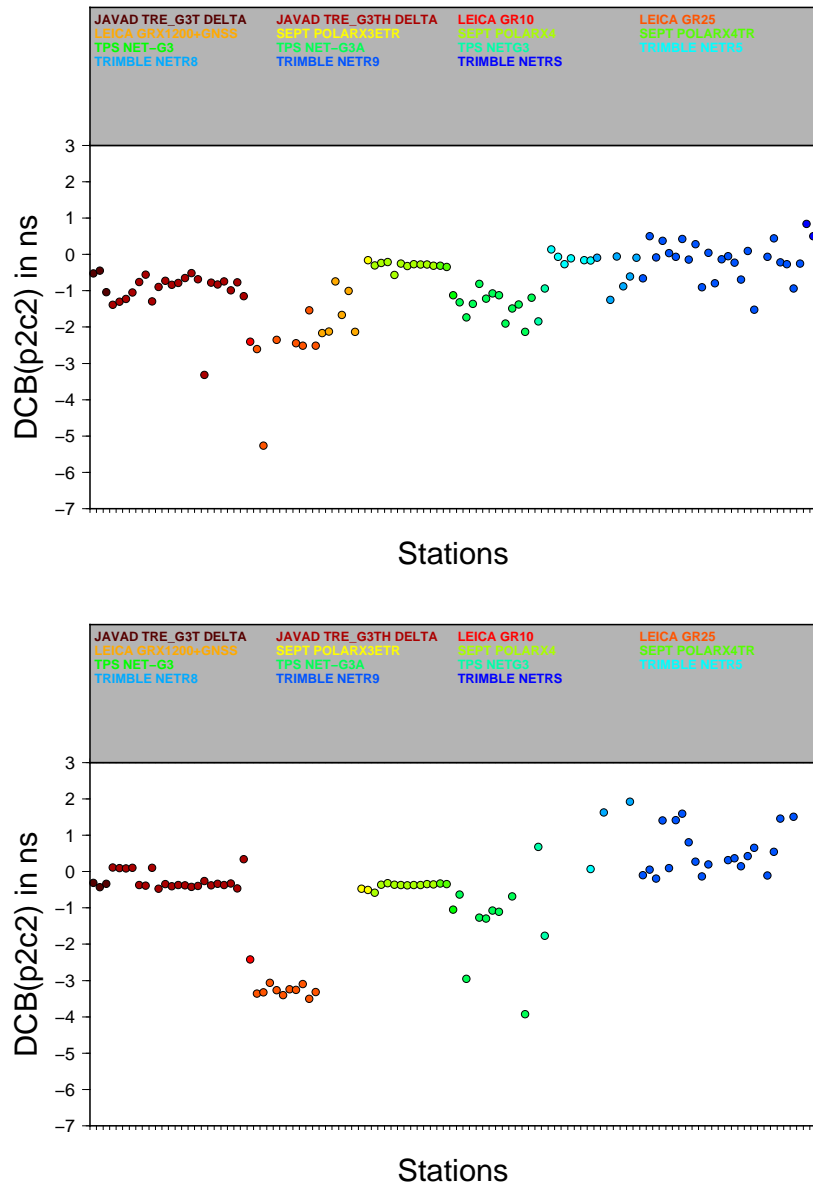 JAVAD TRE_G3T DELTA JAVAD TRE_G3TH DELTA LEICA GR10 LEICA GR25
LEICA GRX1200+GNSS SEPT POLARX3ETR SEPT POLARX4 SEPT POLARX4TR
TPS NET−G3 TPS NET−G3A TPS NETG3 TRIMBLE NETR5
TRIMBLE NETR8 TRIMBLE NETR9 TRIMBLE NETRS
3
2
1
0
−1
−2
−3
−4
−5
−6
−7
DCB(p2c2) in ns
Stations
JAVAD TRE_G3T DELTA JAVAD TRE_G3TH DELTA LEICA GR10 LEICA GR25
LEICA GRX1200+GNSS SEPT POLARX3ETR SEPT POLARX4 SEPT POLARX4TR
TPS NET−G3 TPS NET−G3A TPS NETG3 TRIMBLE NETR5
TRIMBLE NETR8 TRIMBLE NETR9 TRIMBLE NETRS
3
2
1
0
−1
−2
−3
−4
−5
−6
−7
DCB(p2c2) in ns
Stations